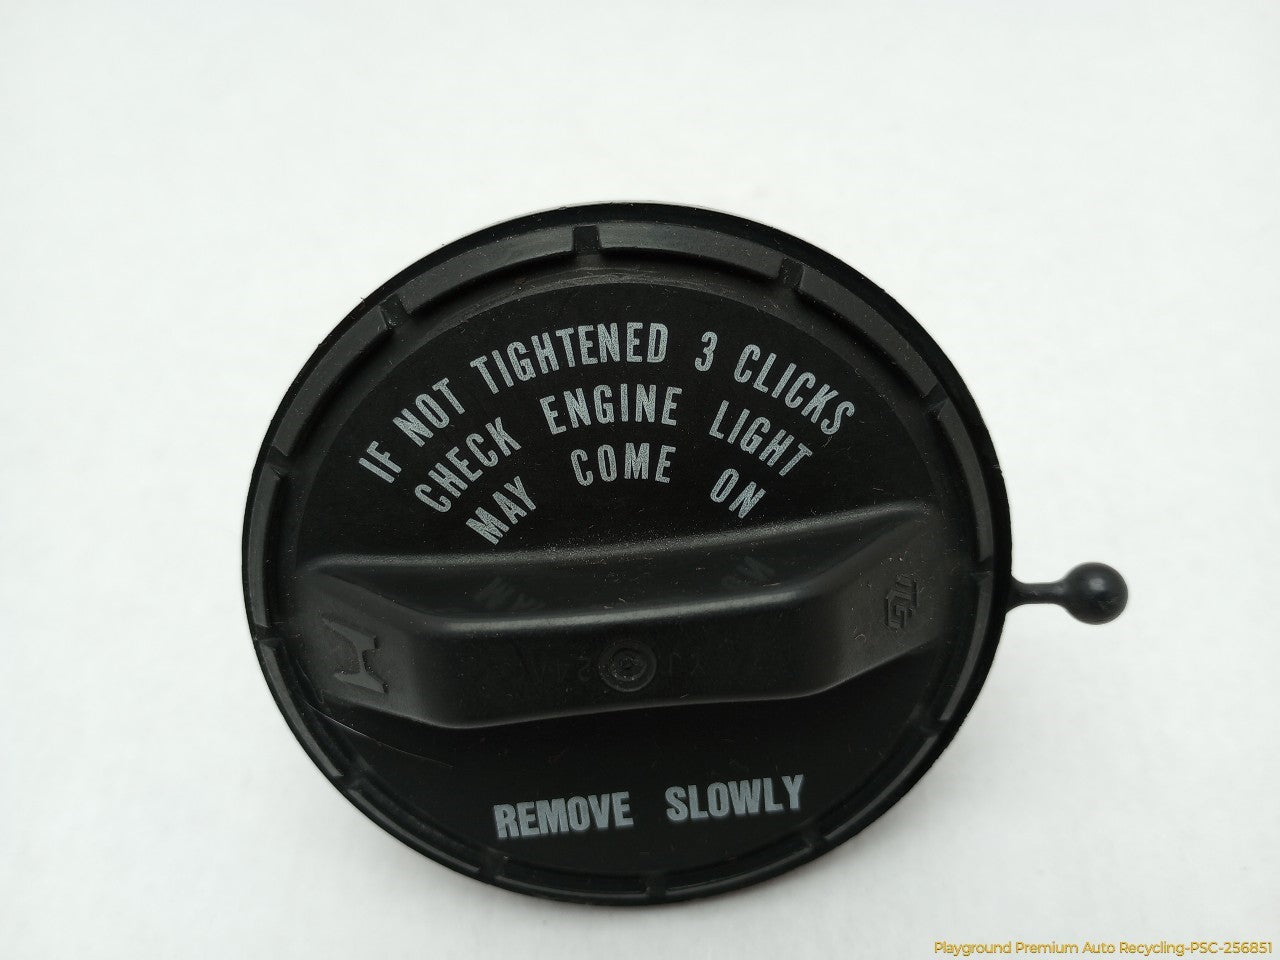 IF NOT TIGHTENED 3 CLICKS
CHECK ENGINE LIGHT
MAY COME ON
REMOVE SLOWLY
Playground Premium Auto Recycling-PSC-256851